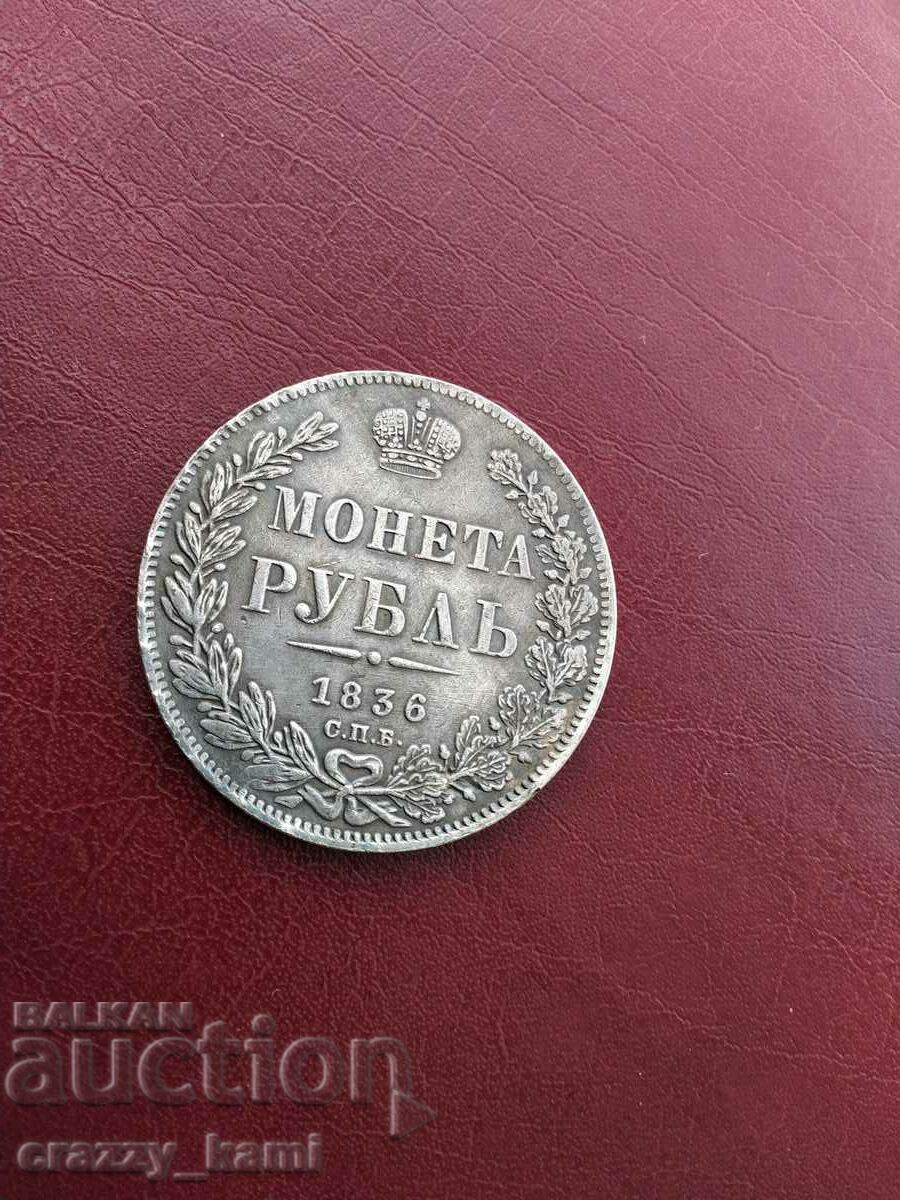 МОНЕТА
РУБЛЬ
1836
С.П.Б.
BALKAN
auction
crazzy_kami